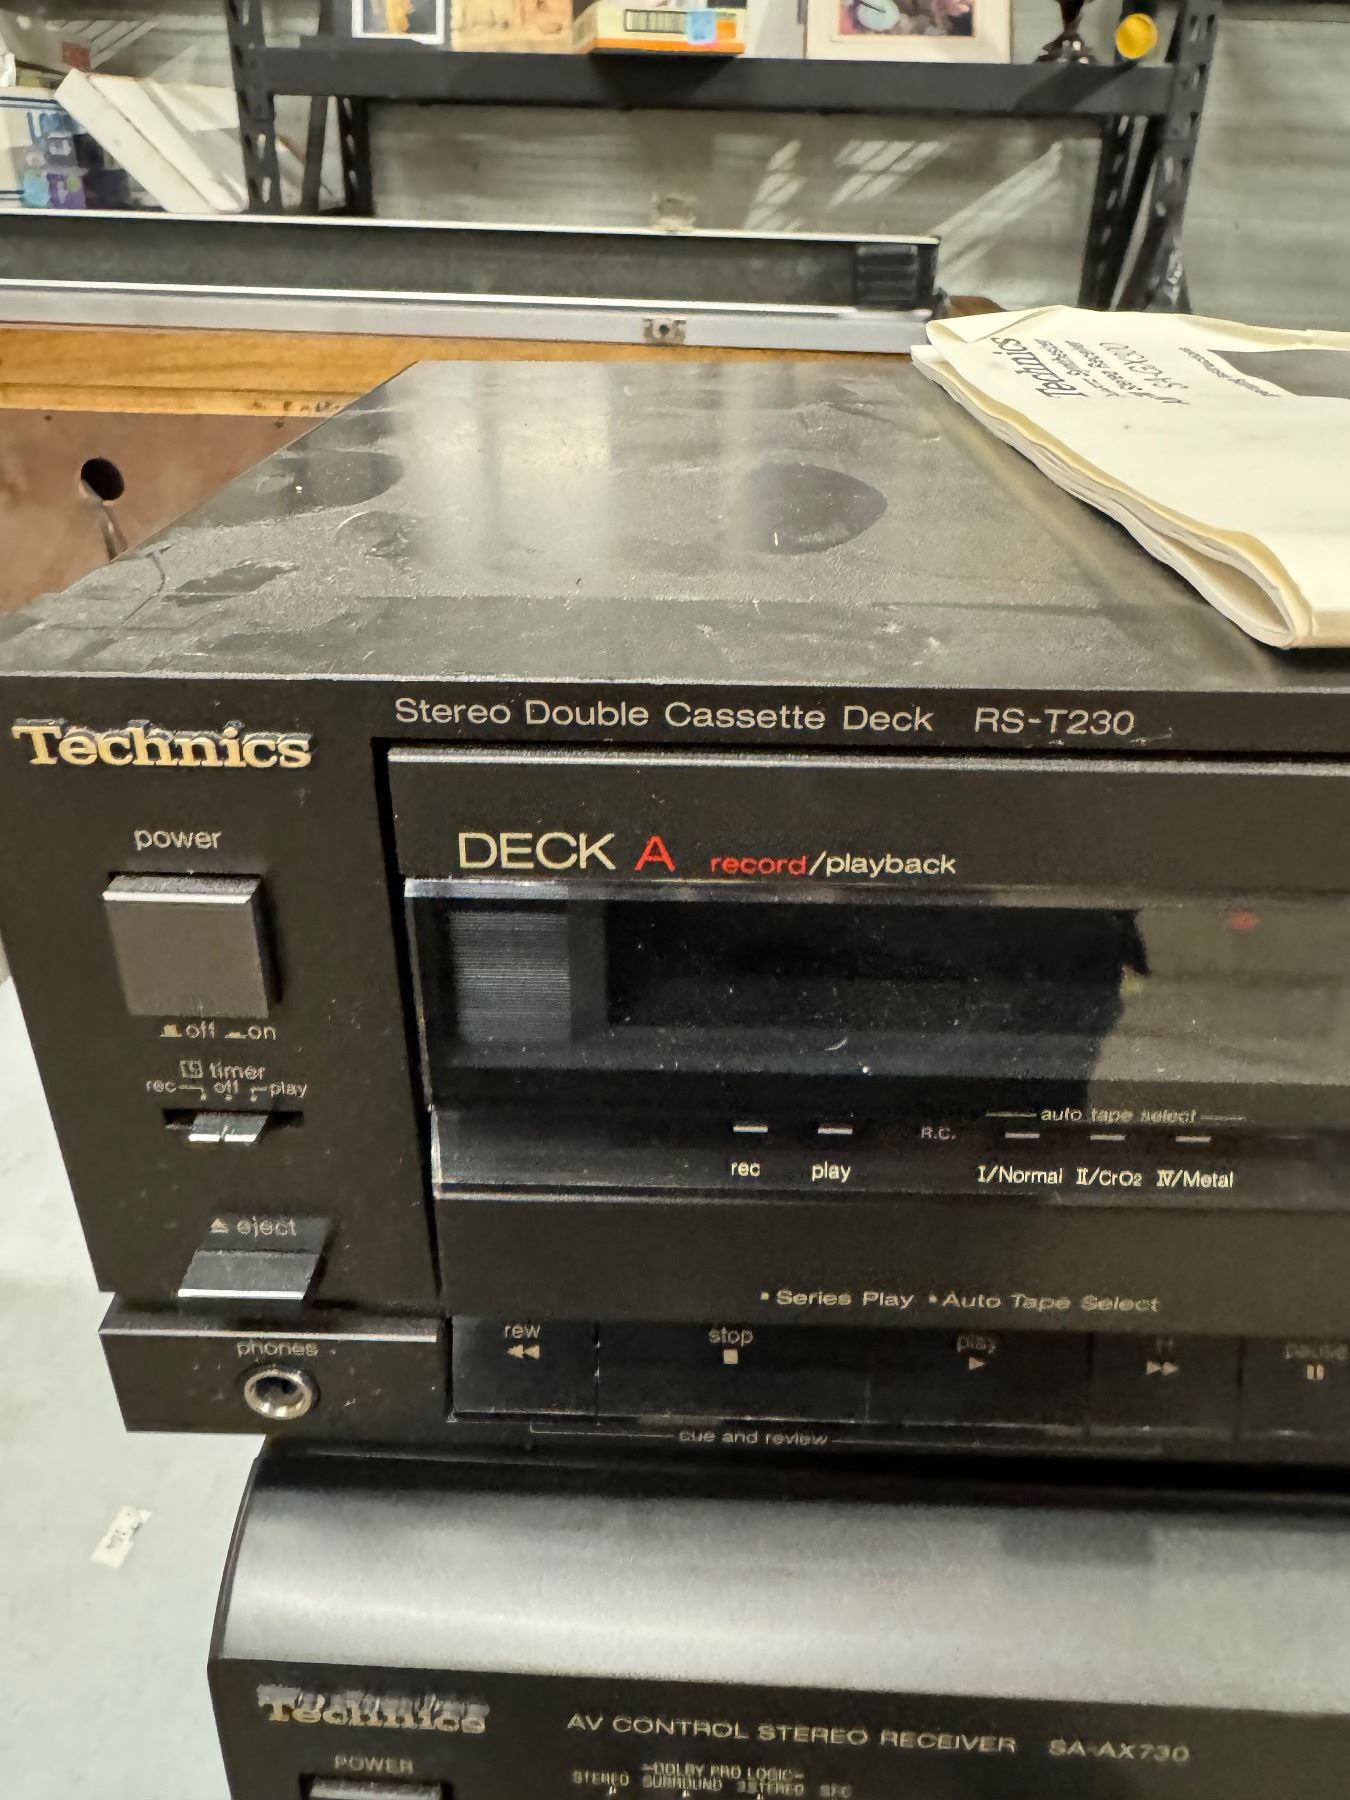 Technics
Stereo Double Cassette Deck RS-T230
Technics
power
DECK A record/playback
off on
timer
rec off play
auto tape select
R.C.
rec play I/Normal II/CrO2 IV/Metal
eject
• Series Play • Auto Tape Select
phones
rew stop play pause
cue and review
Technics
AV CONTROL STEREO RECEIVER SA-AX730
POWER
DOLBY PRO LOGIC
STEREO SURROUND 3STEREO SEC